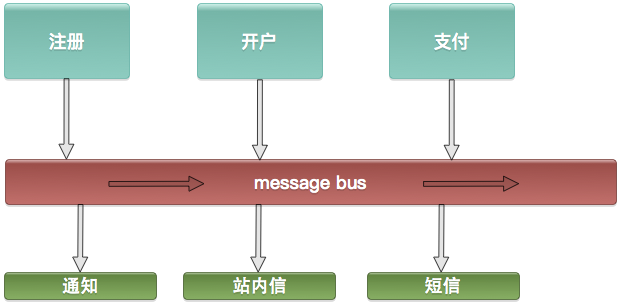 注册
开户
支付
message bus
通知
站内信
短信